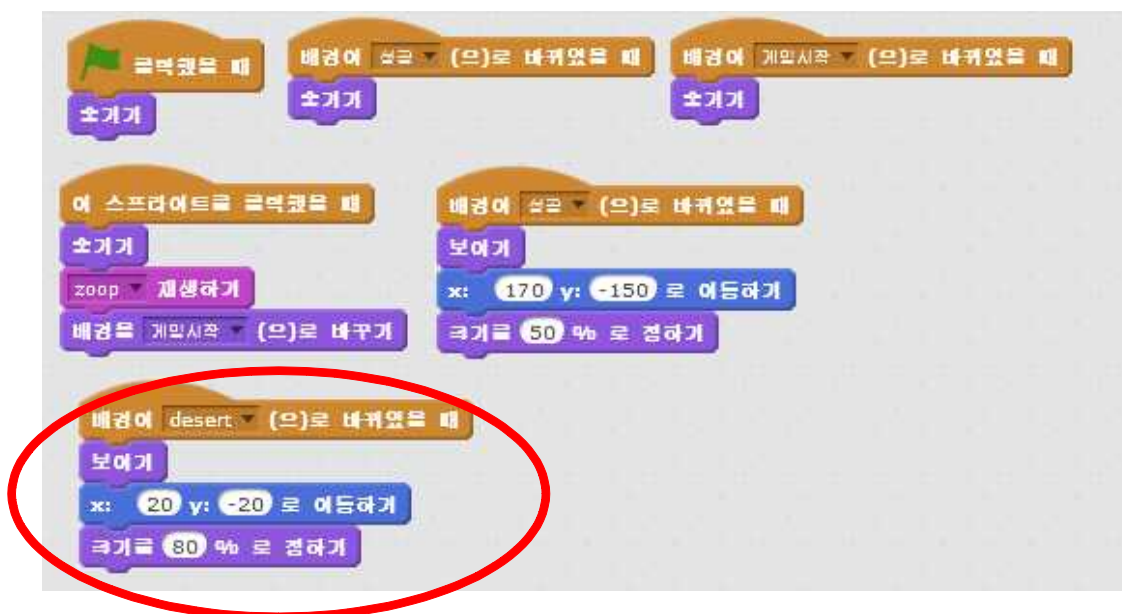 클릭했을 때
숨기기
배경이 (으)로 바뀌었을 때
숨기기
배경이 게임시작 (으)로 바뀌었을 때
숨기기
이 스프라이트를 클릭했을 때
숨기기
zoop 재생하기
배경을 게임시작 (으)로 바꾸기
배경이 (으)로 바뀌었을 때
보이기
x: 170 y: -150 로 이동하기
크기를 50 % 로 정하기
배경이 desert (으)로 바뀌었을 때
보이기
x: 20 y: -20 로 이동하기
크기를 80 % 로 정하기